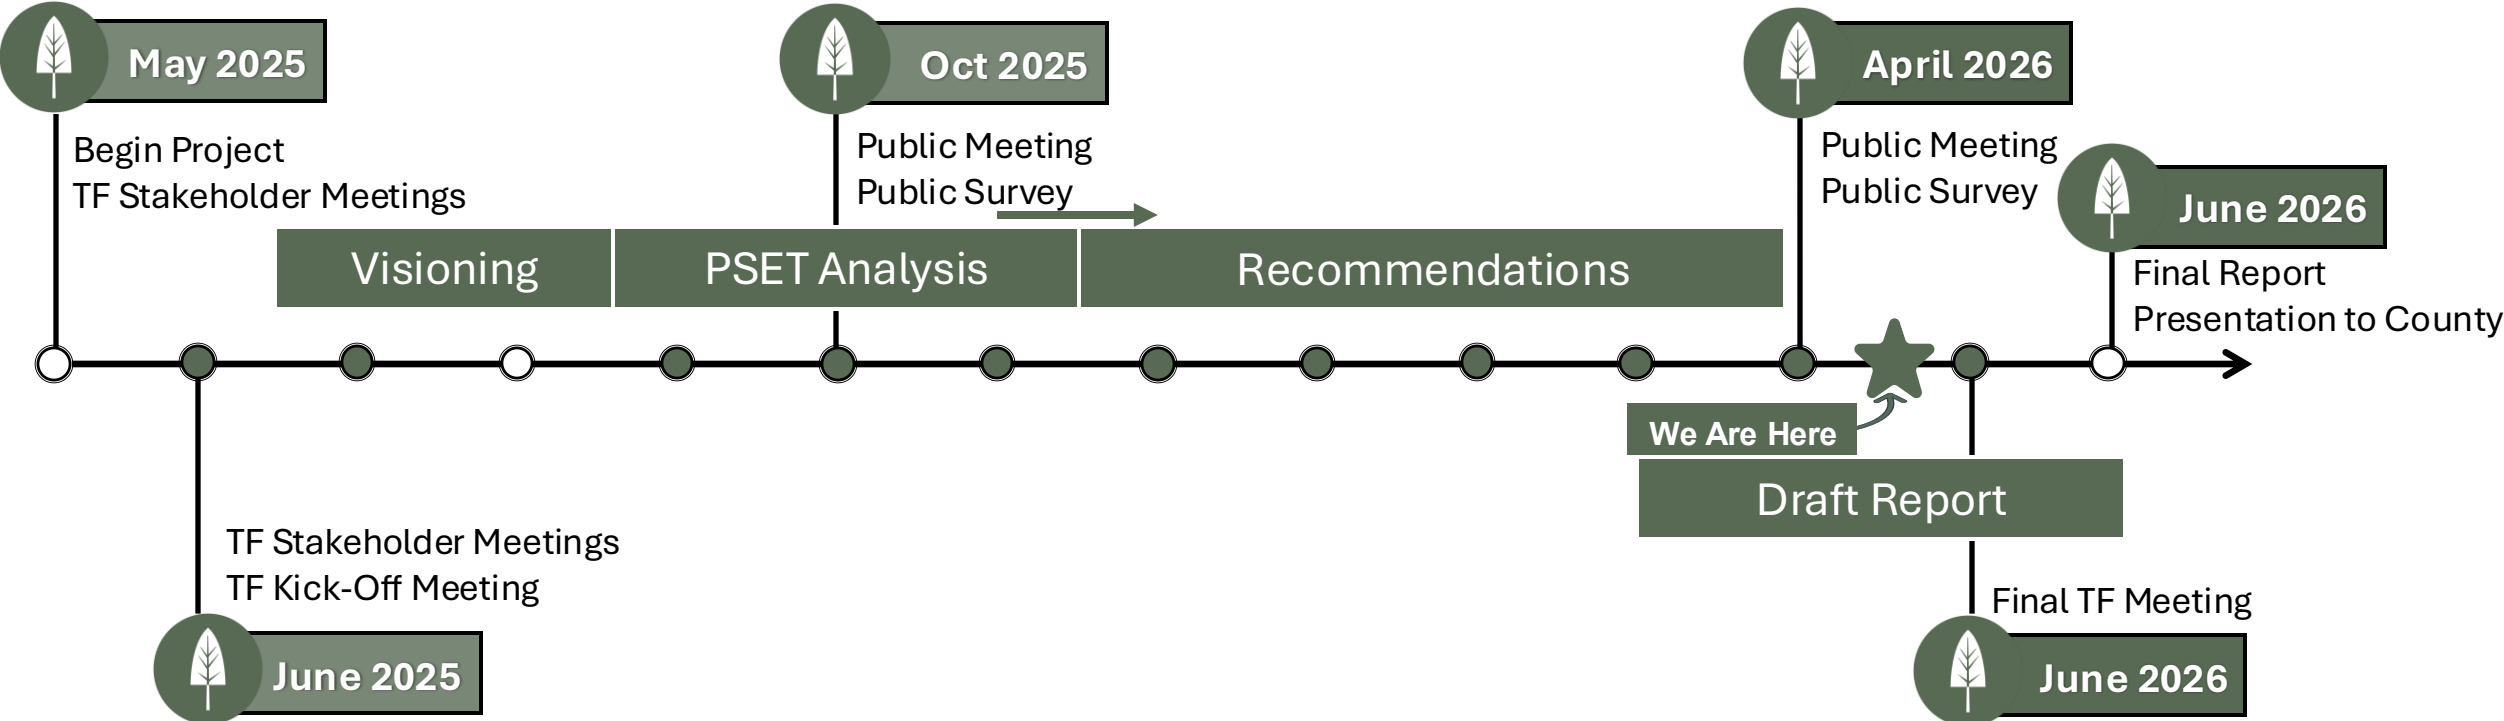 May 2025
Begin Project
TF Stakeholder Meetings
Oct 2025
Public Meeting
Public Survey
April 2026
Public Meeting
Public Survey
June 2026
Final Report
Presentation to County
Visioning
PSET Analysis
Recommendations
We Are Here
Draft Report
TF Stakeholder Meetings
TF Kick-Off Meeting
June 2025
Final TF Meeting
June 2026